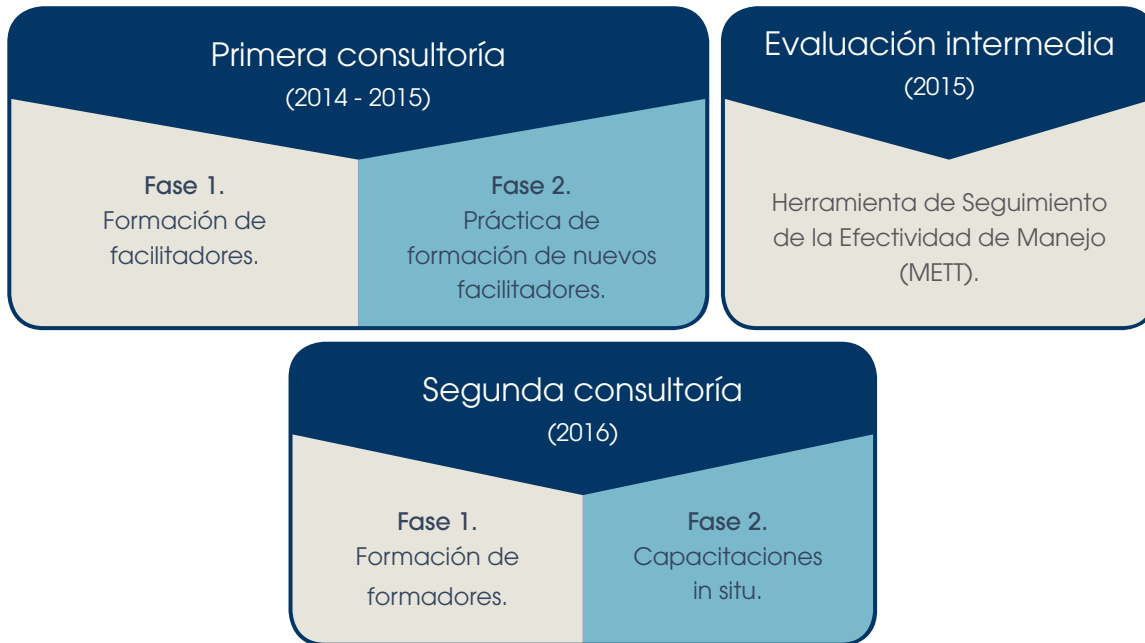 Primera consultoría
(2014 - 2015)
Fase 1.
Formación de
facilitadores.
Fase 2.
Práctica de
formación de nuevos
facilitadores.
Evaluación intermedia
(2015)
Herramienta de Seguimiento
de la Efectividad de Manejo
(METT).
Segunda consultoría
(2016)
Fase 1.
Formación de
formadores.
Fase 2.
Capacitaciones
in situ.